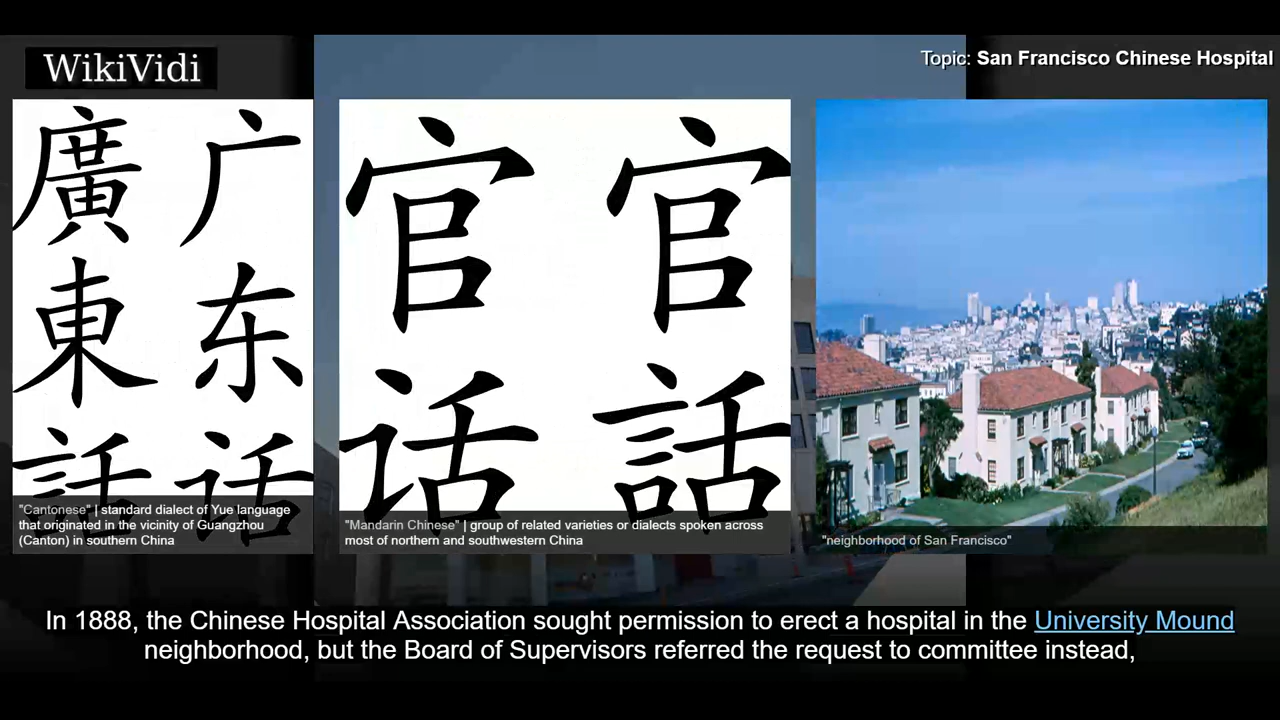 WikiVidi
Topic: San Francisco Chinese Hospital
廣 广
東 东
話 话
官 官
话 話
"Cantonese" | standard dialect of Yue language
that originated in the vicinity of Guangzhou
(Canton) in southern China
"Mandarin Chinese" | group of related varieties or dialects spoken across
most of northern and southwestern China
"neighborhood of San Francisco"
In 1888, the Chinese Hospital Association sought permission to erect a hospital in the University Mound
neighborhood, but the Board of Supervisors referred the request to committee instead,